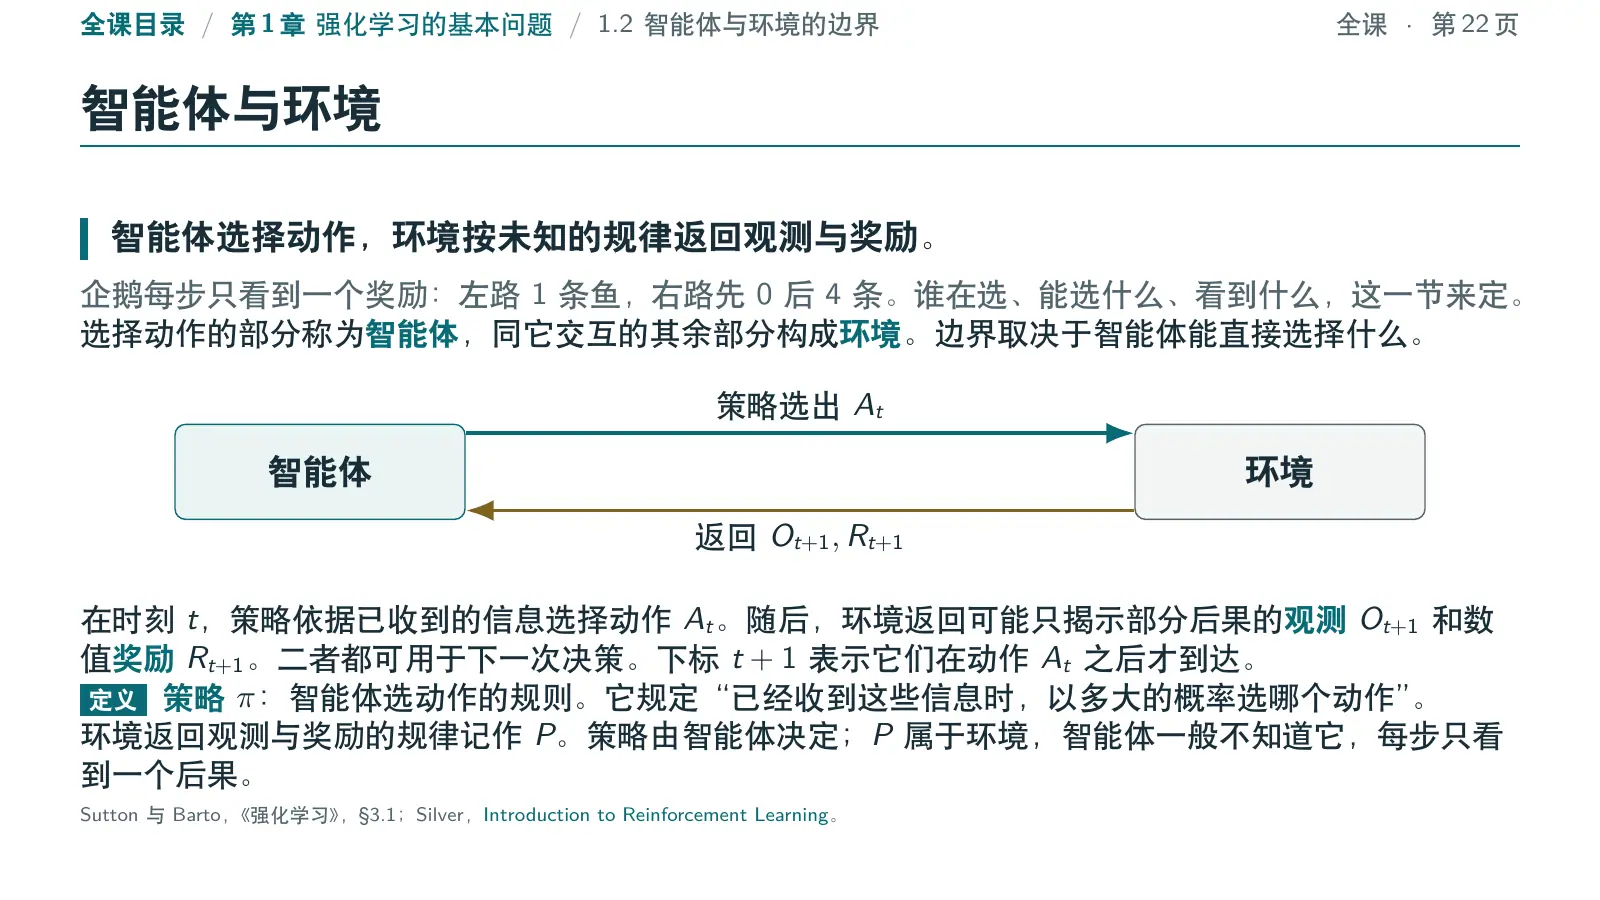 全课目录 / 第1章 强化学习的基本问题 / 1.2 智能体与环境的边界
全课 · 第22页
智能体与环境
智能体选择动作，环境按未知的规律返回观测与奖励。
企鹅每步只看到一个奖励：左路 1 条鱼，右路先 0 后 4 条。谁在选、能选什么、看到什么，这一节来定。
选择动作的部分称为智能体，同它交互的其余部分构成环境。边界取决于智能体能直接选择什么。
策略选出 A_t
智能体
环境
返回 O_{t+1}, R_{t+1}
在时刻 t，策略依据已收到的信息选择动作 A_t。随后，环境返回可能只揭示部分后果的观测 O_{t+1} 和数
值奖励 R_{t+1}。二者都可用于下一次决策。下标 t + 1 表示它们在动作 A_t 之后才到达。
定义 策略 π：智能体选动作的规则。它规定“已经收到这些信息时，以多大的概率选哪个动作”。
环境返回观测与奖励的规律记作 P。策略由智能体决定；P 属于环境，智能体一般不知道它，每步只看
到一个后果。
Sutton 与 Barto，《强化学习》，§3.1；Silver，Introduction to Reinforcement Learning。